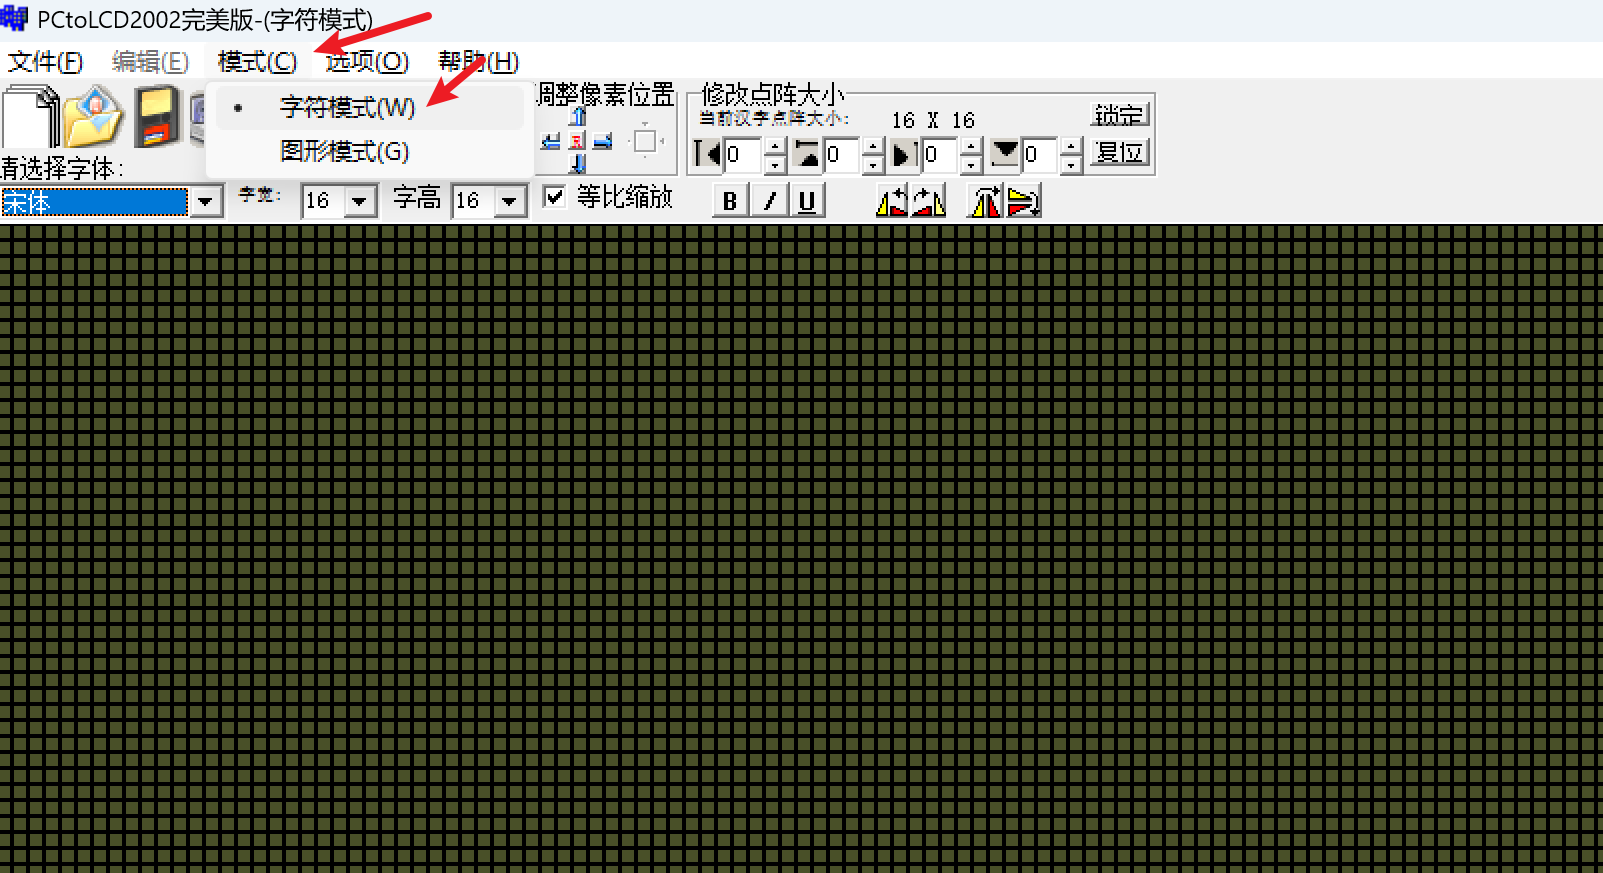 PCtoLCD2002完美版-(字符模式)
文件(F) 编辑(E) 模式(C) 选项(O) 帮助(H)
字符模式(W)
图形模式(G)
调整像素位置
修改点阵大小
当前汉字点阵大小: 16 X 16 锁定
0 0 0 0 复位
请选择字体:
宋体 字宽: 16 字高 16 等比缩放 B I U